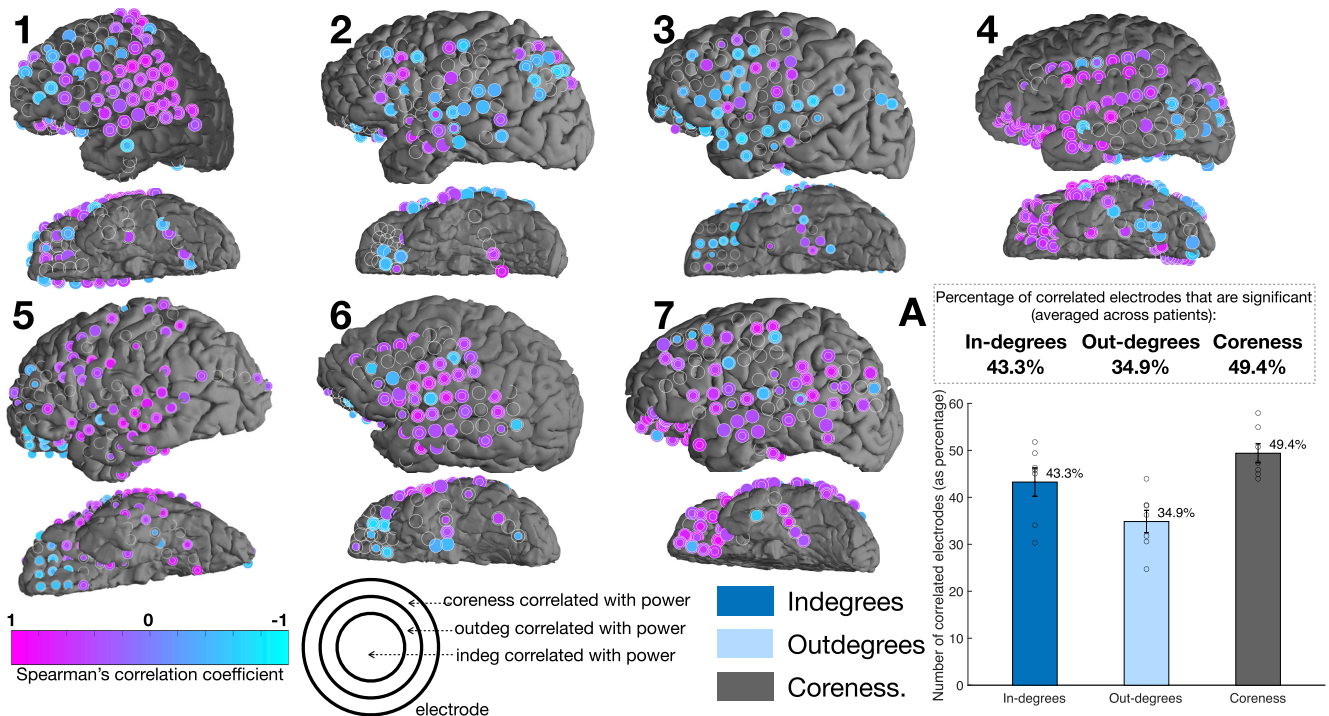 1
2
3
4
5
6
7
A
Percentage of correlated electrodes that are significant
(averaged across patients):
In-degrees Out-degrees Coreness
43.3% 34.9% 49.4%
Number of correlated electrodes (as percentage)
60
50
40
30
20
10
0
43.3%
34.9%
49.4%
In-degrees Out-degrees Coreness
1 0 -1
Spearman's correlation coefficient
coreness correlated with power
outdeg correlated with power
indeg correlated with power
electrode
Indegrees
Outdegrees
Coreness.